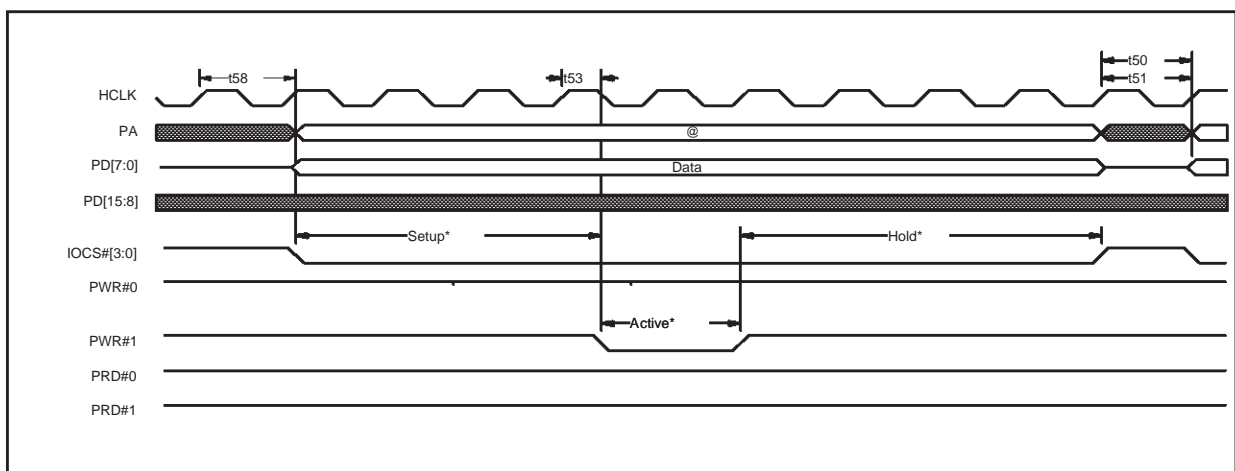 t58
t53
t50
t51
HCLK
PA
@
PD[7:0]
Data
PD[15:8]
Setup*
Hold*
IOCS#[3:0]
PWR#0
Active*
PWR#1
PRD#0
PRD#1